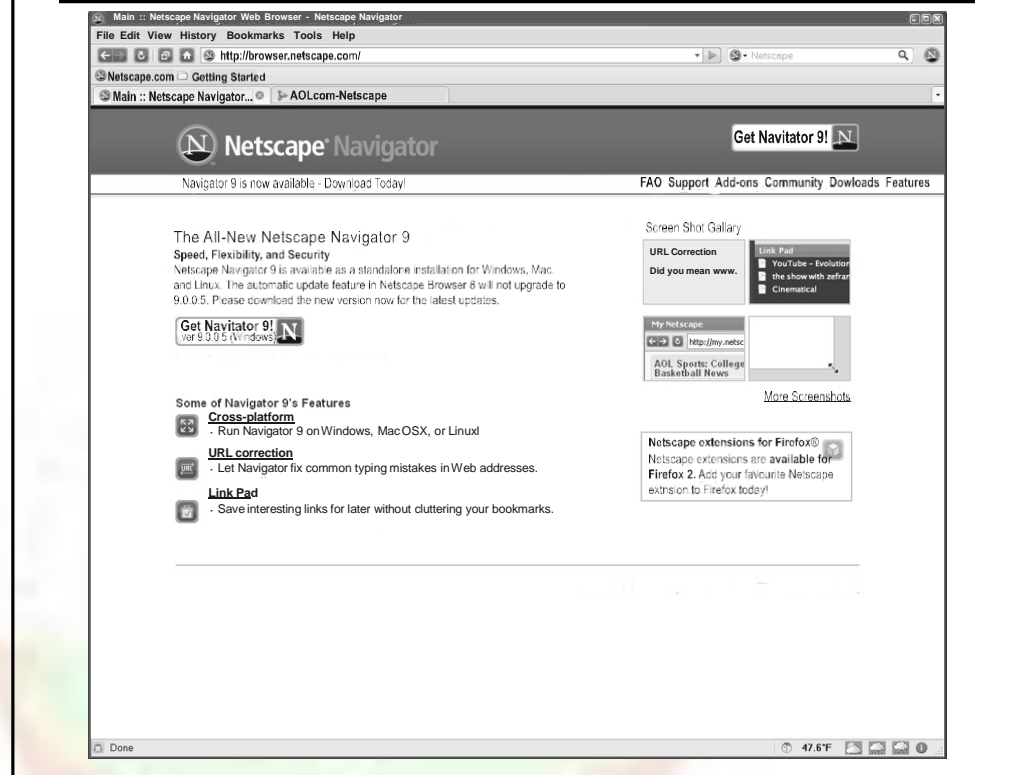 Main :: Netscape Navigator Web Browser - Netscape Navigator
File Edit View History Bookmarks Tools Help
http://browser.netscape.com/
Netscape
Netscape.com Getting Started
Main :: Netscape Navigator... AOLcom-Netscape
N Netscape Navigator
Get Navitator 9! N
Navigator 9 is now available - Download Today!
FAO Support Add-ons Community Dowloads Features
The All-New Netscape Navigator 9
Speed, Flexibility, and Security
Netscape Navigator 9 is available as a standalone installation for Windows, Mac.
and Linux. The automatic update feature in Netscape Browser 8 will not upgrade to
9.0.0.5. Please download the new version now for the latest updates.
Get Navitator 9! N
ver 9.0.0.5 (Windows)
Some of Navigator 9's Features
Cross-platform
· Run Navigator 9 on Windows, Mac OSX, or Linuxl
URL correction
URL
· Let Navigator fix common typing mistakes in Web addresses.
Link Pad
· Save interesting links for later without cluttering your bookmarks.
Screen Shot Gallary
URL Correction
Did you mean www.
Link Pad
YouTube – Evolution
the show with zefran
Cinematical
My Netscape
http://my.netsc
AOL Sports: College
Basketball News
More Screenshots
Netscape extensions for Firefox®
Netscape extensions are available for
Firefox 2. Add your favourite Netscape
extnsion to Firefox today!
Done
47.6°F